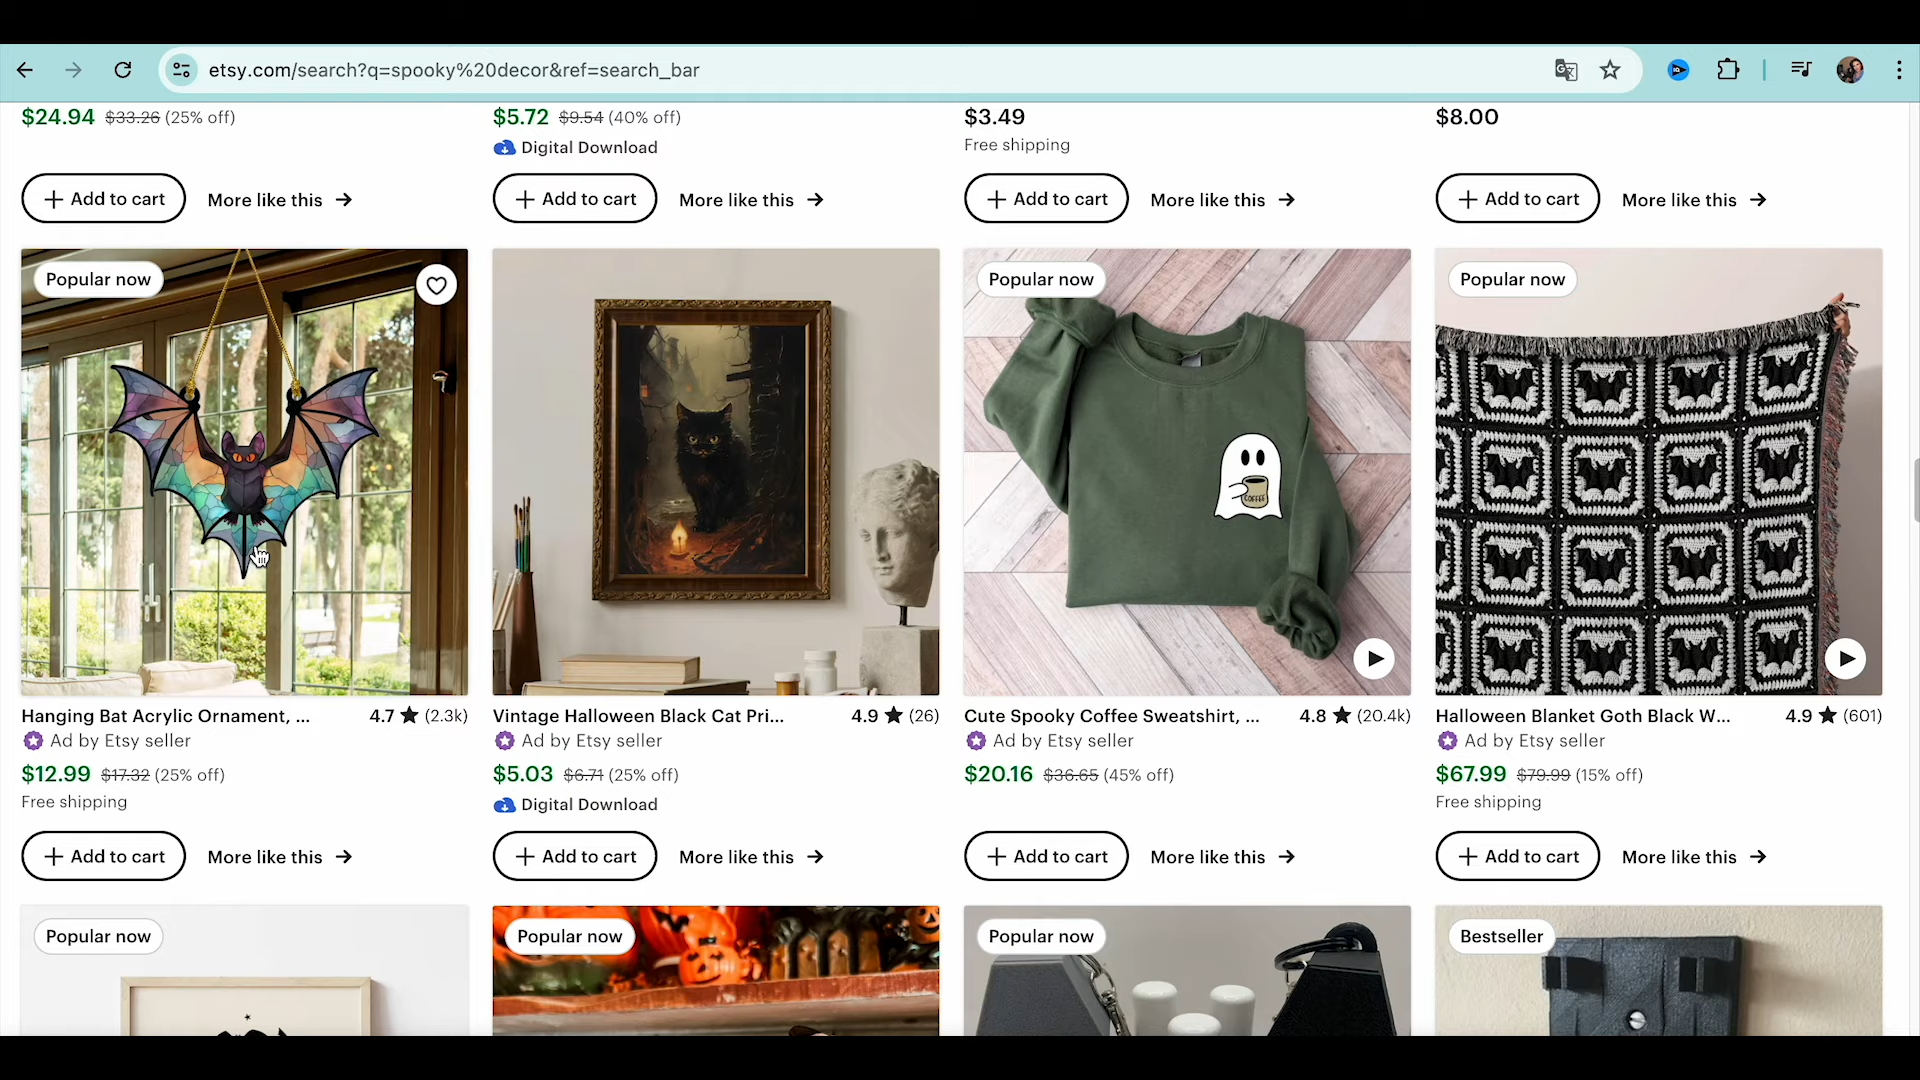 etsy.com/search?q=spooky%20decor&ref=search_bar
$24.94 $33.26 (25% off)
$5.72 $9.54 (40% off)
Digital Download
$3.49
Free shipping
$8.00
+ Add to cart More like this →
+ Add to cart More like this →
+ Add to cart More like this →
+ Add to cart More like this →
Popular now
Popular now
COFFEE
Popular now
Hanging Bat Acrylic Ornament, ... 4.7 ★ (2.3k)
Ad by Etsy seller
$12.99 $17.32 (25% off)
Free shipping
+ Add to cart More like this →
Vintage Halloween Black Cat Pri... 4.9 ★ (26)
Ad by Etsy seller
$5.03 $6.71 (25% off)
Digital Download
+ Add to cart More like this →
Cute Spooky Coffee Sweatshirt, ... 4.8 ★ (20.4k)
Ad by Etsy seller
$20.16 $36.65 (45% off)
+ Add to cart More like this →
Halloween Blanket Goth Black W... 4.9 ★ (601)
Ad by Etsy seller
$67.99 $79.99 (15% off)
Free shipping
+ Add to cart More like this →
Popular now
Popular now
Popular now
Bestseller